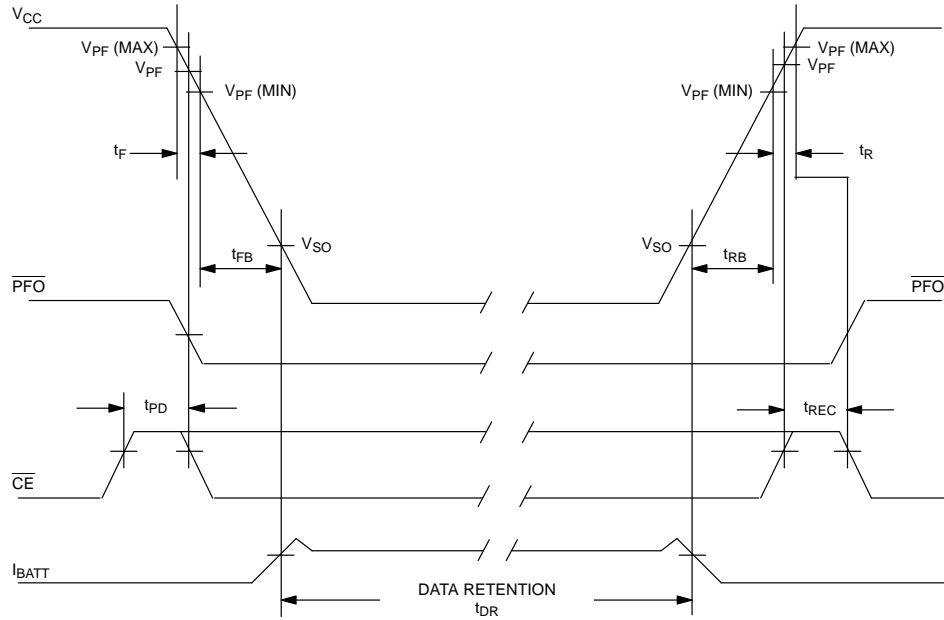 VCC
VPF (MAX)
VPF
VPF (MIN)
tF
VSO
tFB
VPF (MAX)
VPF
VPF (MIN)
tR
VSO
tRB
PFO
PFO
tPD
tREC
CE
IBATT
DATA RETENTION
tDR